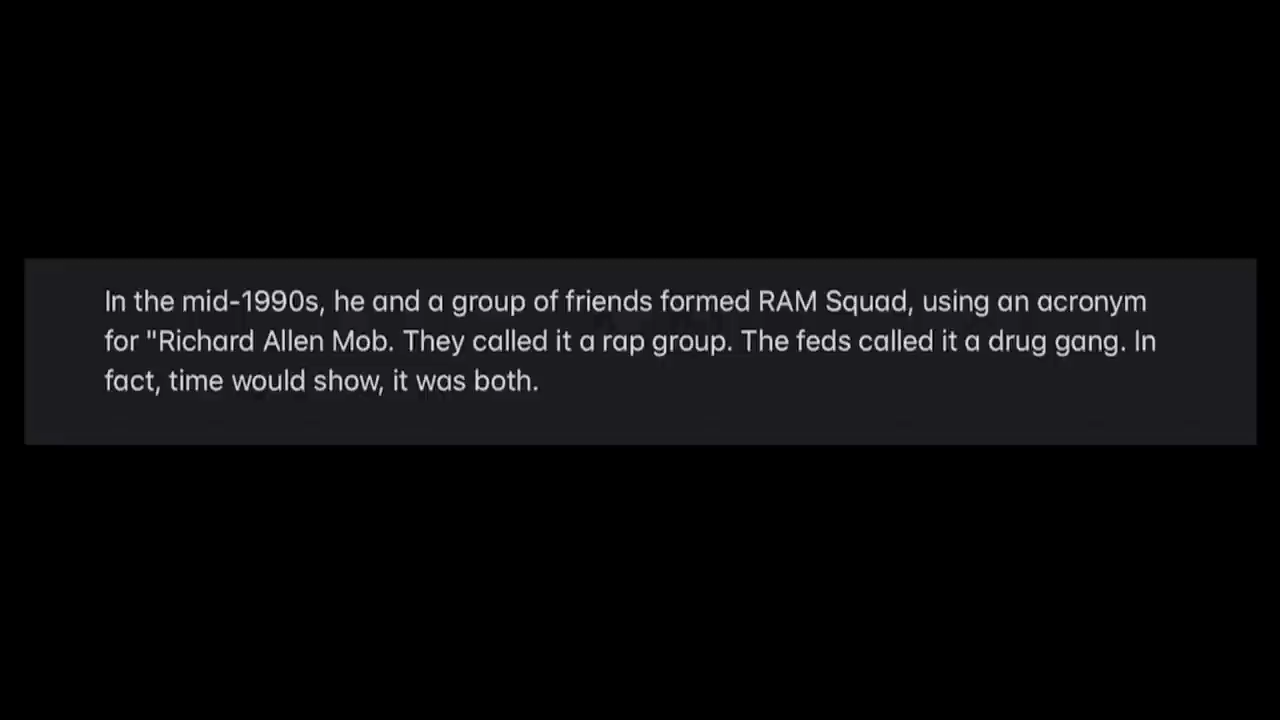 In the mid-1990s, he and a group of friends formed RAM Squad, using an acronym
for "Richard Allen Mob. They called it a rap group. The feds called it a drug gang. In
fact, time would show, it was both.